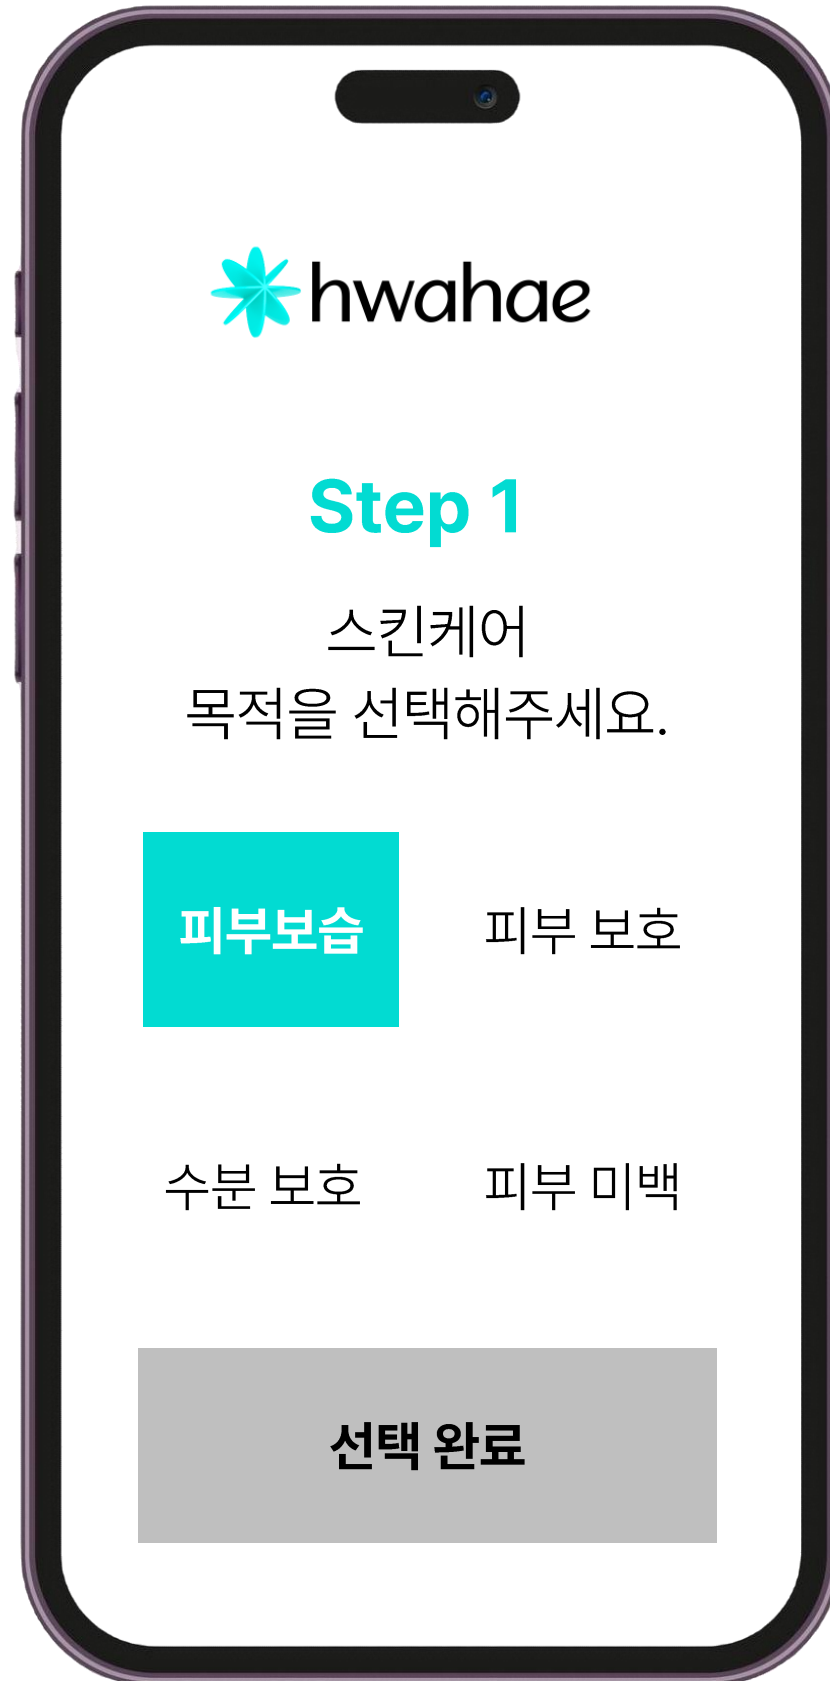 hwahae
Step 1
스킨케어
목적을 선택해주세요.
피부보습
피부 보호
수분 보호
피부 미백
선택 완료